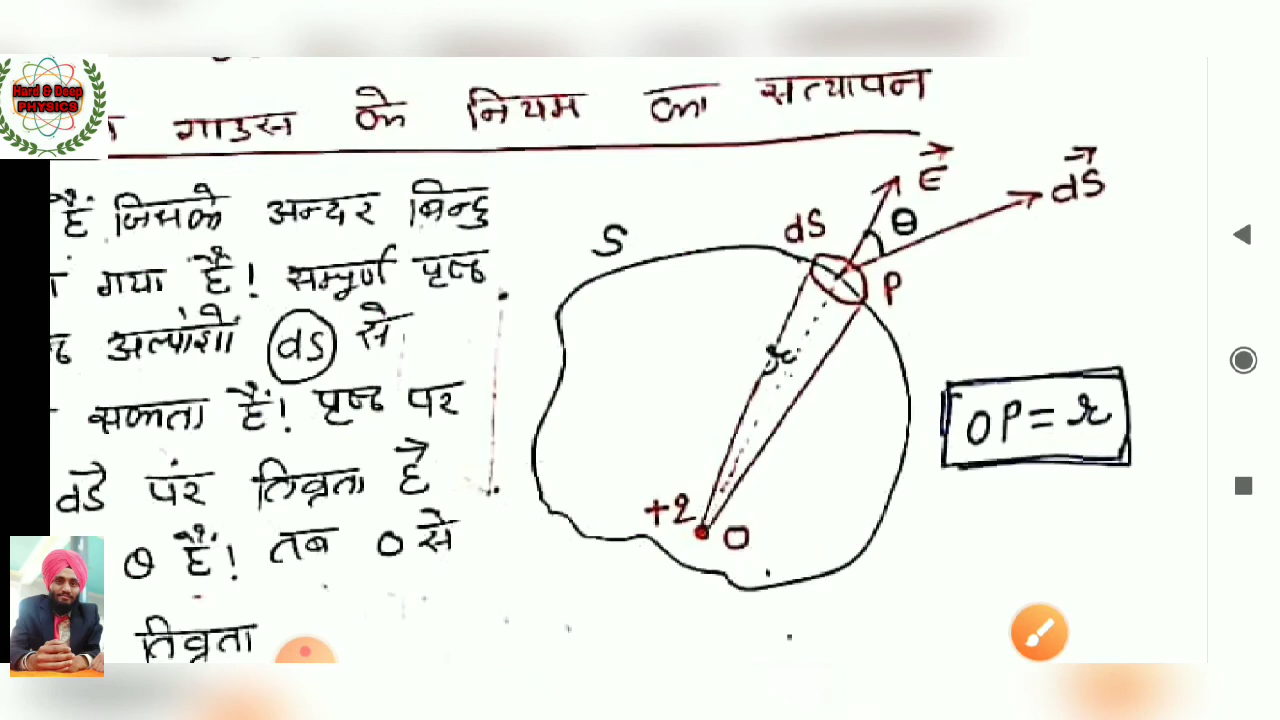 Hard & Deep
PHYSICS
गाउस के नियम का सत्यापन
हैं जिसके अन्दर बिन्दु
गया है! सम्पूर्ण पृष्ठ
अल्पांशों dS से
सकता हैं! पृष्ठ पर
पर तिव्रता है
θ हैं! तब O से
तिव्रता
S
dS
E
θ
dS
P
r
OP = r
+q
O